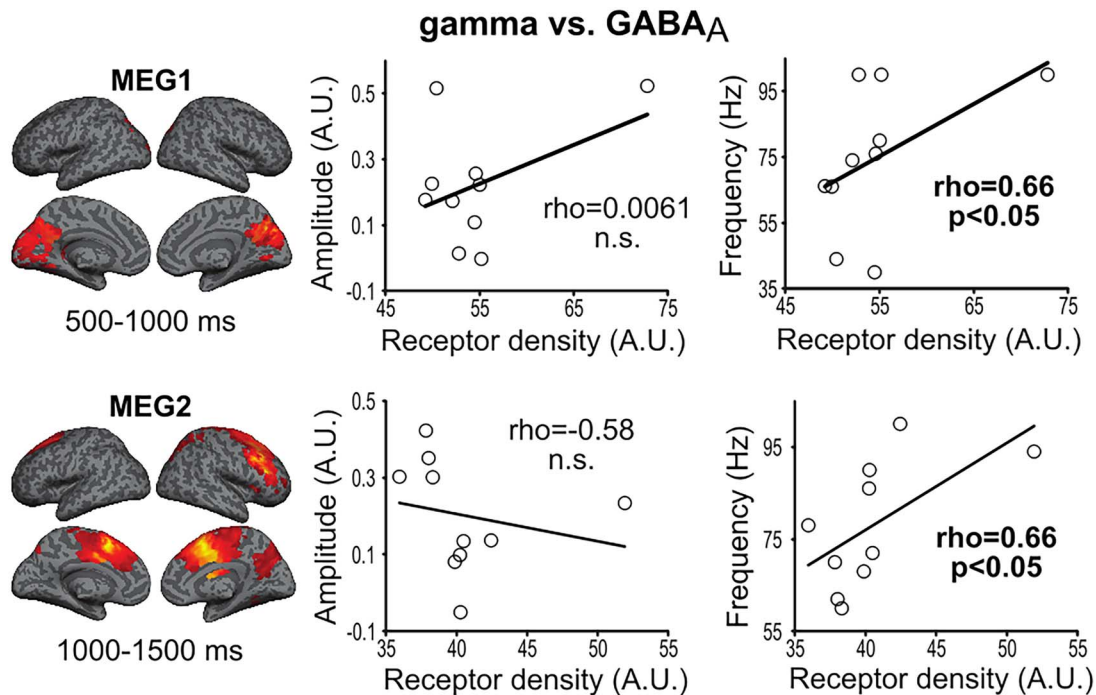 gamma vs. GABAA
MEG1
500-1000 ms
Amplitude (A.U.)
0.5
0.3
0.1
-0.1
45
55
65
75
Receptor density (A.U.)
rho=0.0061
n.s.
Frequency (Hz)
95
75
55
35
45
55
65
75
Receptor density (A.U.)
rho=0.66
p<0.05
MEG2
1000-1500 ms
Amplitude (A.U.)
0.5
0.3
0.1
-0.1
35
40
45
50
55
Receptor density (A.U.)
rho=-0.58
n.s.
Frequency (Hz)
95
75
55
35
40
45
50
55
Receptor density (A.U.)
rho=0.66
p<0.05